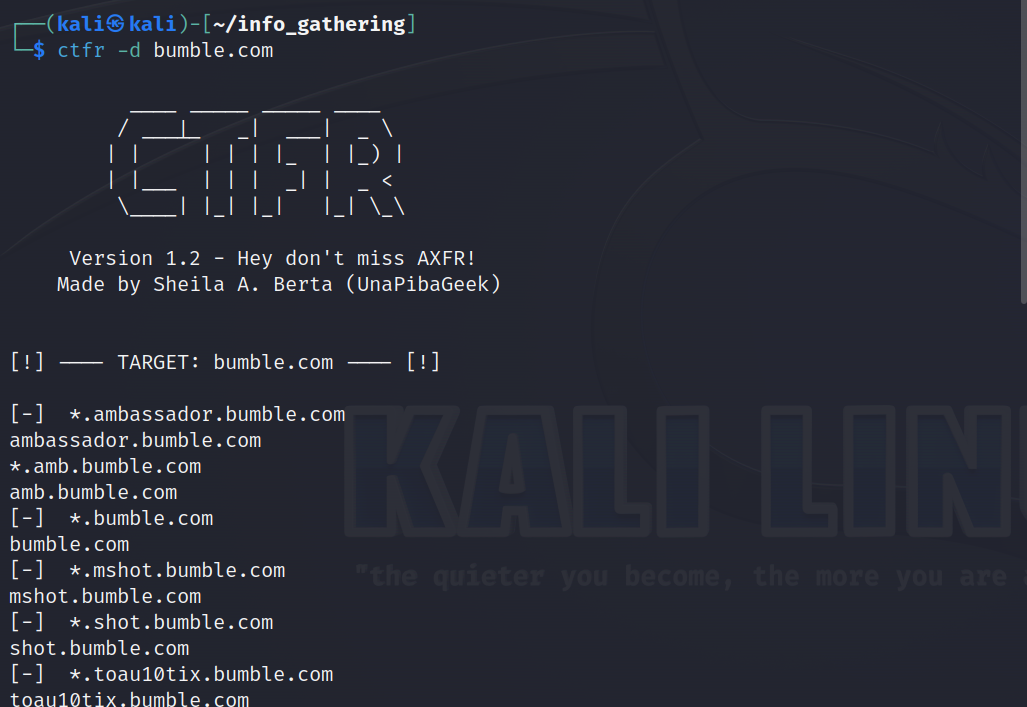 ┌──(kali㉿kali)-[~/info_gathering]
└─$ ctfr -d bumble.com
 ____ _____ _____ ____
/ ___|_   _|  ___|  _ \
| |     | | | |_  | |_) |
| |___  | | |  _| |  _ <
\____| |_| |_|   |_| \_\
Version 1.2 - Hey don't miss AXFR!
Made by Sheila A. Berta (UnaPibaGeek)
[!] ---- TARGET: bumble.com ---- [!]
[-]  *.ambassador.bumble.com
ambassador.bumble.com
*.amb.bumble.com
amb.bumble.com
[-]  *.bumble.com
bumble.com
[-]  *.mshot.bumble.com
mshot.bumble.com
[-]  *.shot.bumble.com
shot.bumble.com
[-]  *.toau10tix.bumble.com
toau10tix.bumble.com
KALI LIN
"the quieter you become, the more you are